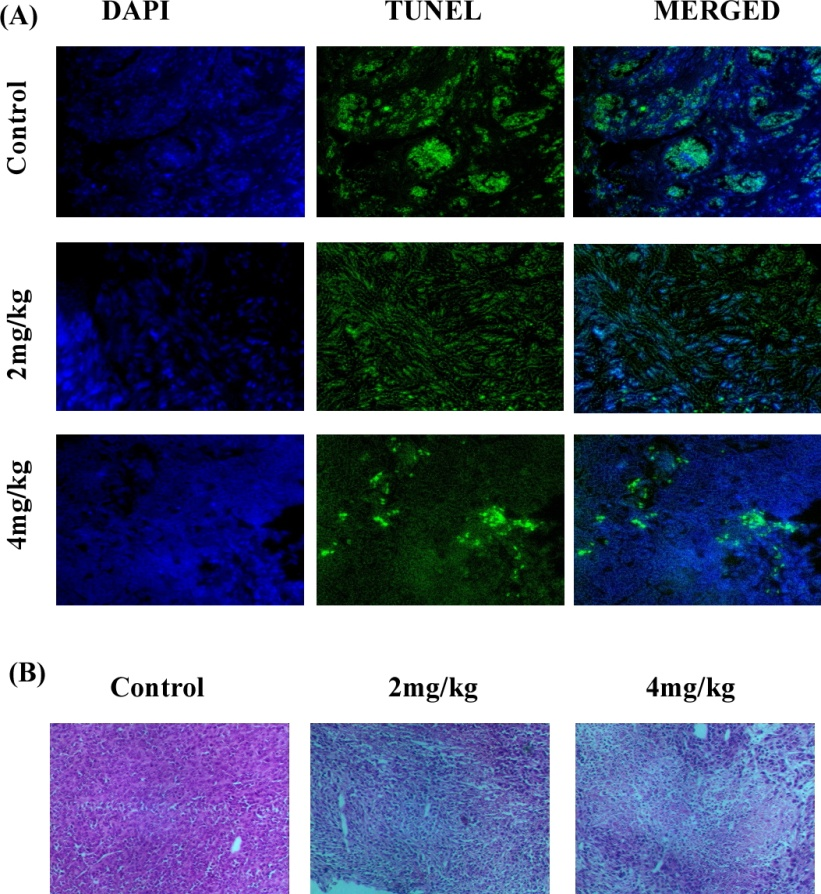 (A) DAPI TUNEL MERGED
Control
2mg/kg
4mg/kg
(B)
Control 2mg/kg 4mg/kg